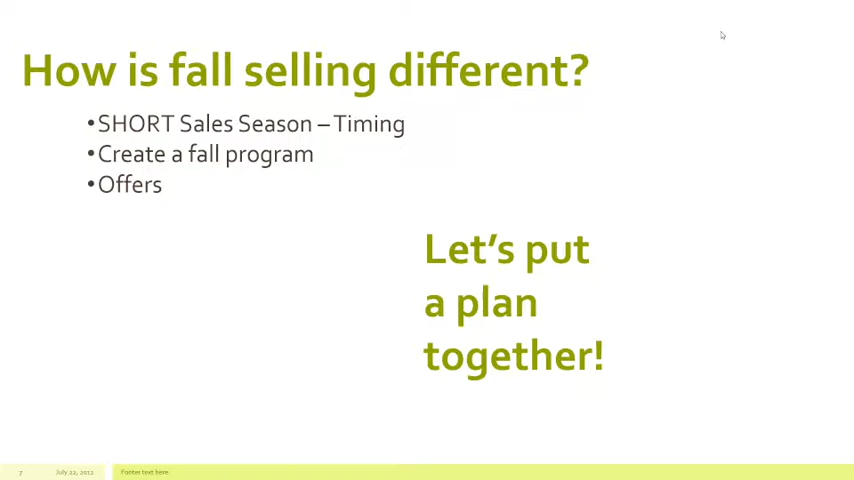 How is fall selling different?
•SHORT Sales Season – Timing
•Create a fall program
•Offers
Let’s put
a plan
together!
7 July 22, 2012 Footer text here.